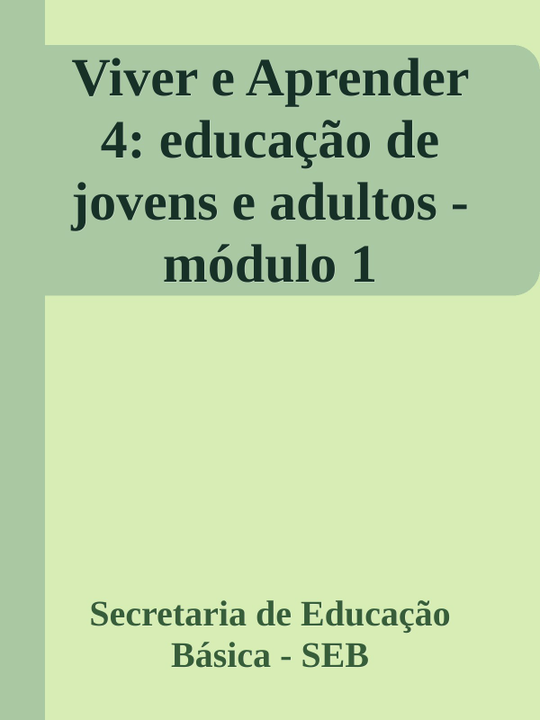 Viver e Aprender
4: educação de
jovens e adultos -
módulo 1
Secretaria de Educação
Básica - SEB